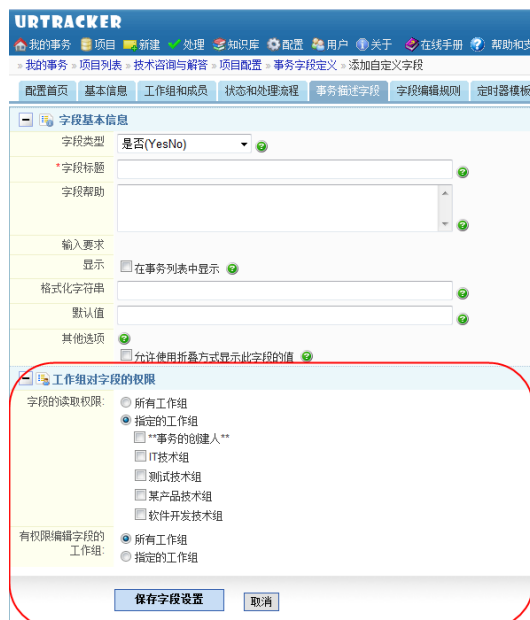 URTRACKER
我的事务 项目 新建 处理 知识库 配置 用户 关于 在线手册 帮助和支
» 我的事务 » 项目列表 » 技术咨询与解答 » 项目配置 » 事务字段定义 » 添加自定义字段
配置首页 基本信息 工作组和成员 状态和处理流程 事务描述字段 字段编辑规则 定时器模板
字段基本信息
字段类型 是否(YesNo)
*字段标题
字段帮助
输入要求
显示 在事务列表中显示
格式化字符串
默认值
其他选项
允许使用折叠方式显示此字段的值
工作组对字段的权限
字段的读取权限: 所有工作组
指定的工作组
**事务的创建人**
IT技术组
测试技术组
某产品技术组
软件开发技术组
有权限编辑字段的工作组: 所有工作组
指定的工作组
保存字段设置 取消